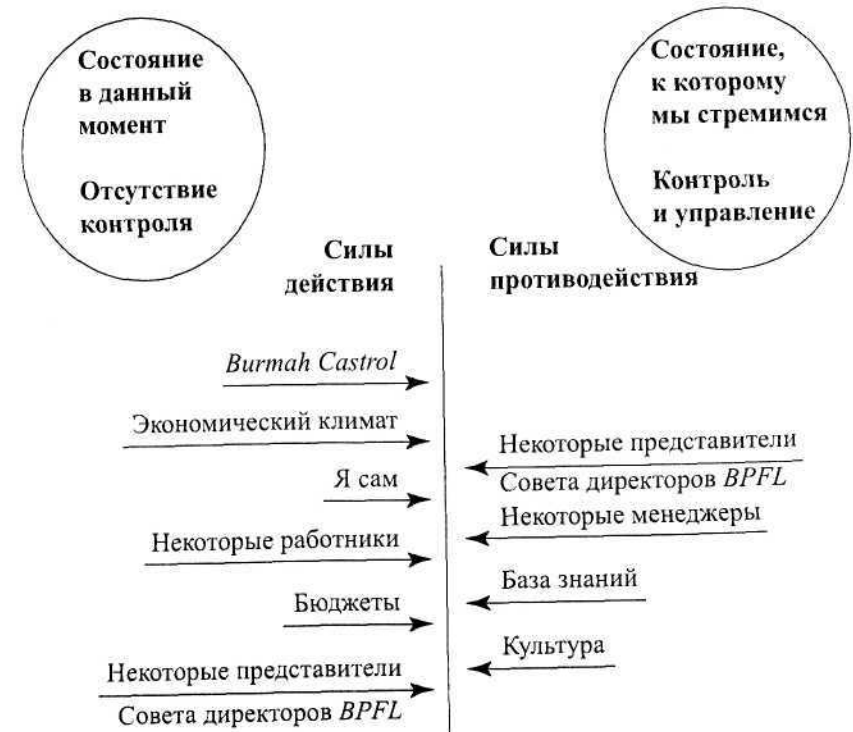 Состояние
в данный
момент
Отсутствие
контроля
Состояние,
к которому
мы стремимся
Контроль
и управление
Силы
действия
Силы
противодействия
Burmah Castrol
Экономический климат
Я сам
Некоторые работники
Бюджеты
Некоторые представители
Совета директоров BPFL
Некоторые представители
Совета директоров BPFL
Некоторые менеджеры
База знаний
Культура